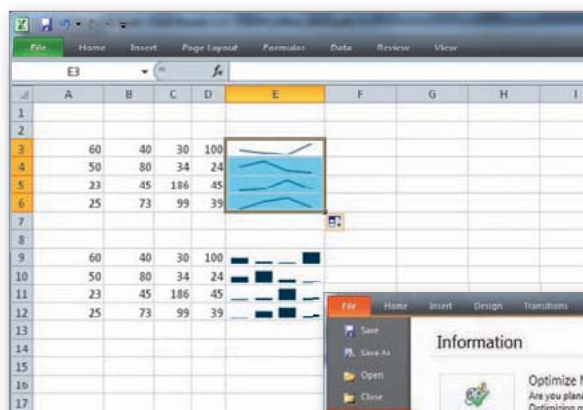 File Home Insert Page Layout Formulas Data Review View
E3 fx
A B C D E F G H I
1
2
3 60 40 30 100
4 50 80 34 24
5 23 45 186 45
6 25 73 99 39
7
8
9 60 40 30 100
10 50 80 34 24
11 23 45 186 45
12 25 73 99 39
13
14
15
16
17
File Home Insert Design Transitions
Save
Save As
Open
Close
Information
Optimize
Are you plan
Optimizing